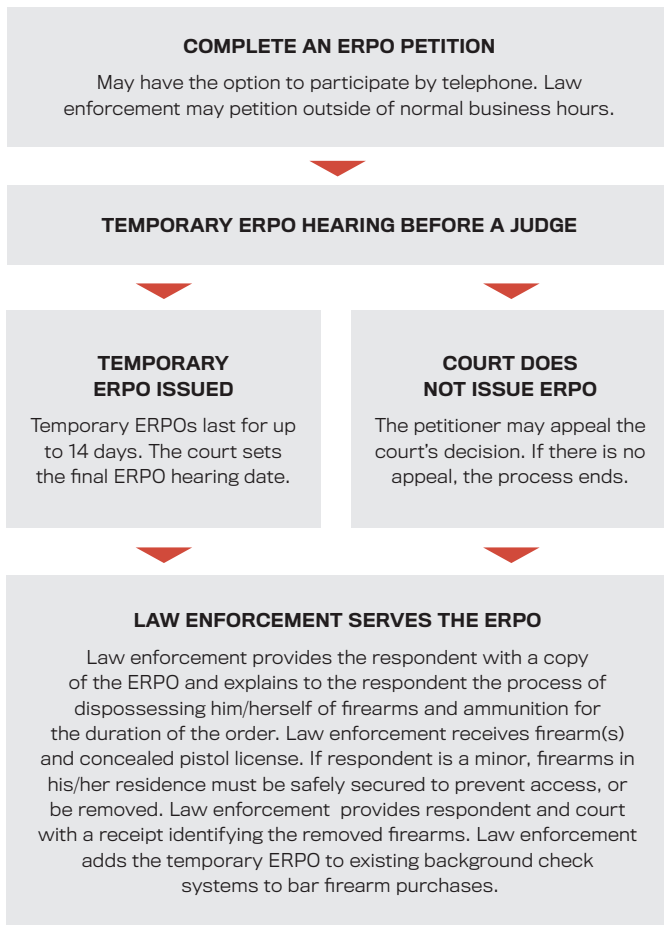 COMPLETE AN ERPO PETITION
May have the option to participate by telephone. Law
enforcement may petition outside of normal business hours.
TEMPORARY ERPO HEARING BEFORE A JUDGE
TEMPORARY
ERPO ISSUED
Temporary ERPOs last for up
to 14 days. The court sets
the final ERPO hearing date.
COURT DOES
NOT ISSUE ERPO
The petitioner may appeal the
court's decision. If there is no
appeal, the process ends.
LAW ENFORCEMENT SERVES THE ERPO
Law enforcement provides the respondent with a copy
of the ERPO and explains to the respondent the process of
dispossessing him/herself of firearms and ammunition for
the duration of the order. Law enforcement receives firearm(s)
and concealed pistol license. If respondent is a minor, firearms in
his/her residence must be safely secured to prevent access, or
be removed. Law enforcement provides respondent and court
with a receipt identifying the removed firearms. Law enforcement
adds the temporary ERPO to existing background check
systems to bar firearm purchases.